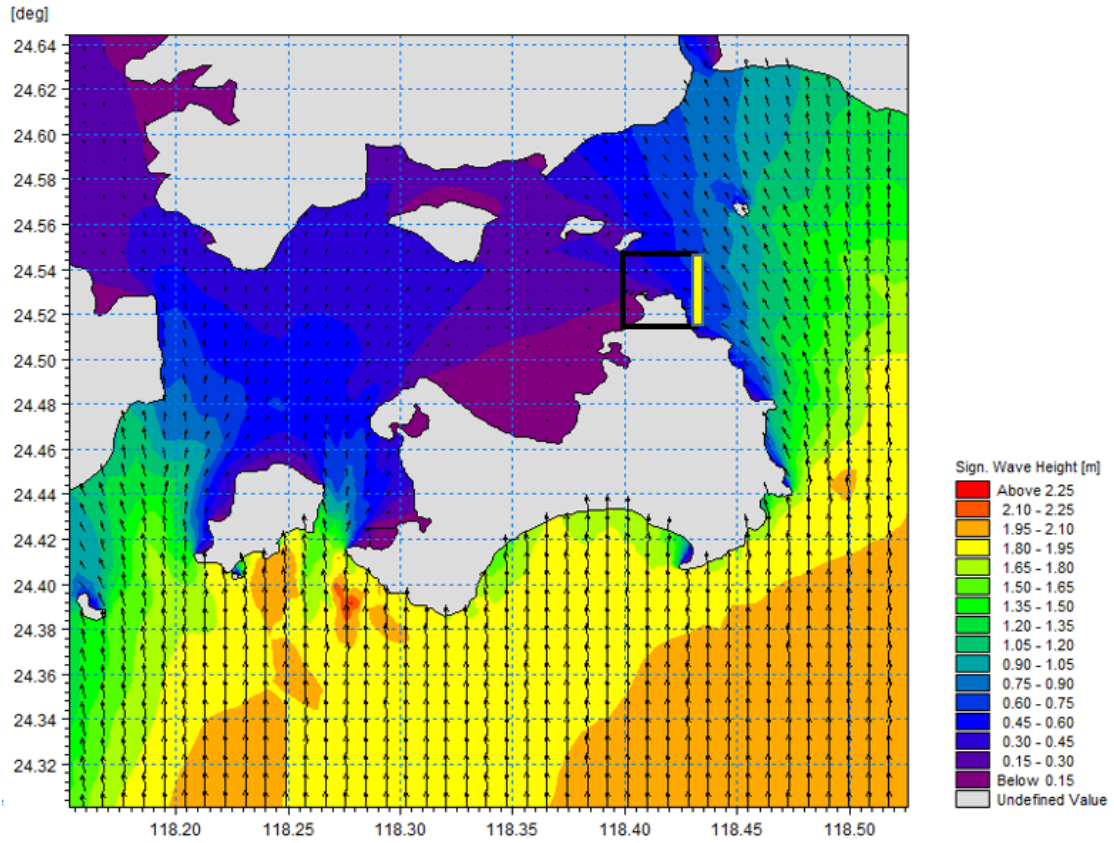 [deg]
24.64
24.62
24.60
24.58
24.56
24.54
24.52
24.50
24.48
24.46
24.44
24.42
24.40
24.38
24.36
24.34
24.32
118.20 118.25 118.30 118.35 118.40 118.45 118.50
Sign. Wave Height [m]
Above 2.25
2.10 - 2.25
1.95 - 2.10
1.80 - 1.95
1.65 - 1.80
1.50 - 1.65
1.35 - 1.50
1.20 - 1.35
1.05 - 1.20
0.90 - 1.05
0.75 - 0.90
0.60 - 0.75
0.45 - 0.60
0.30 - 0.45
0.15 - 0.30
Below 0.15
Undefined Value